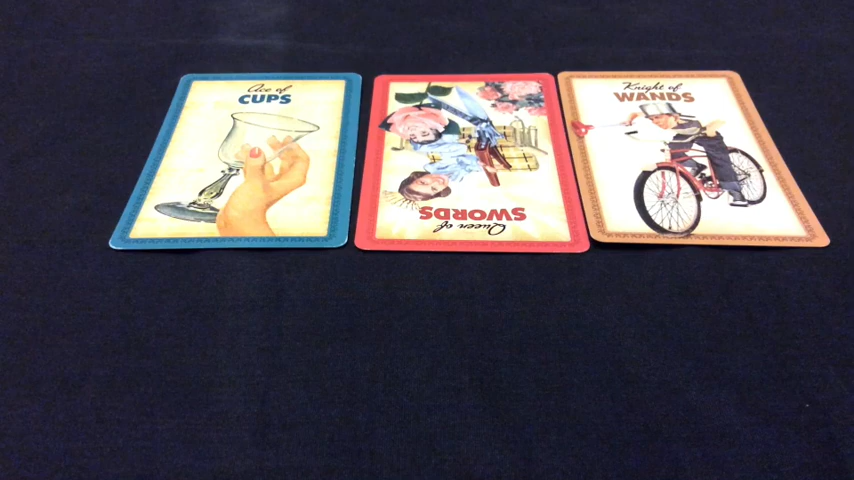 Ace of
CUPS
Queen of
SWORDS
Knight of
WANDS